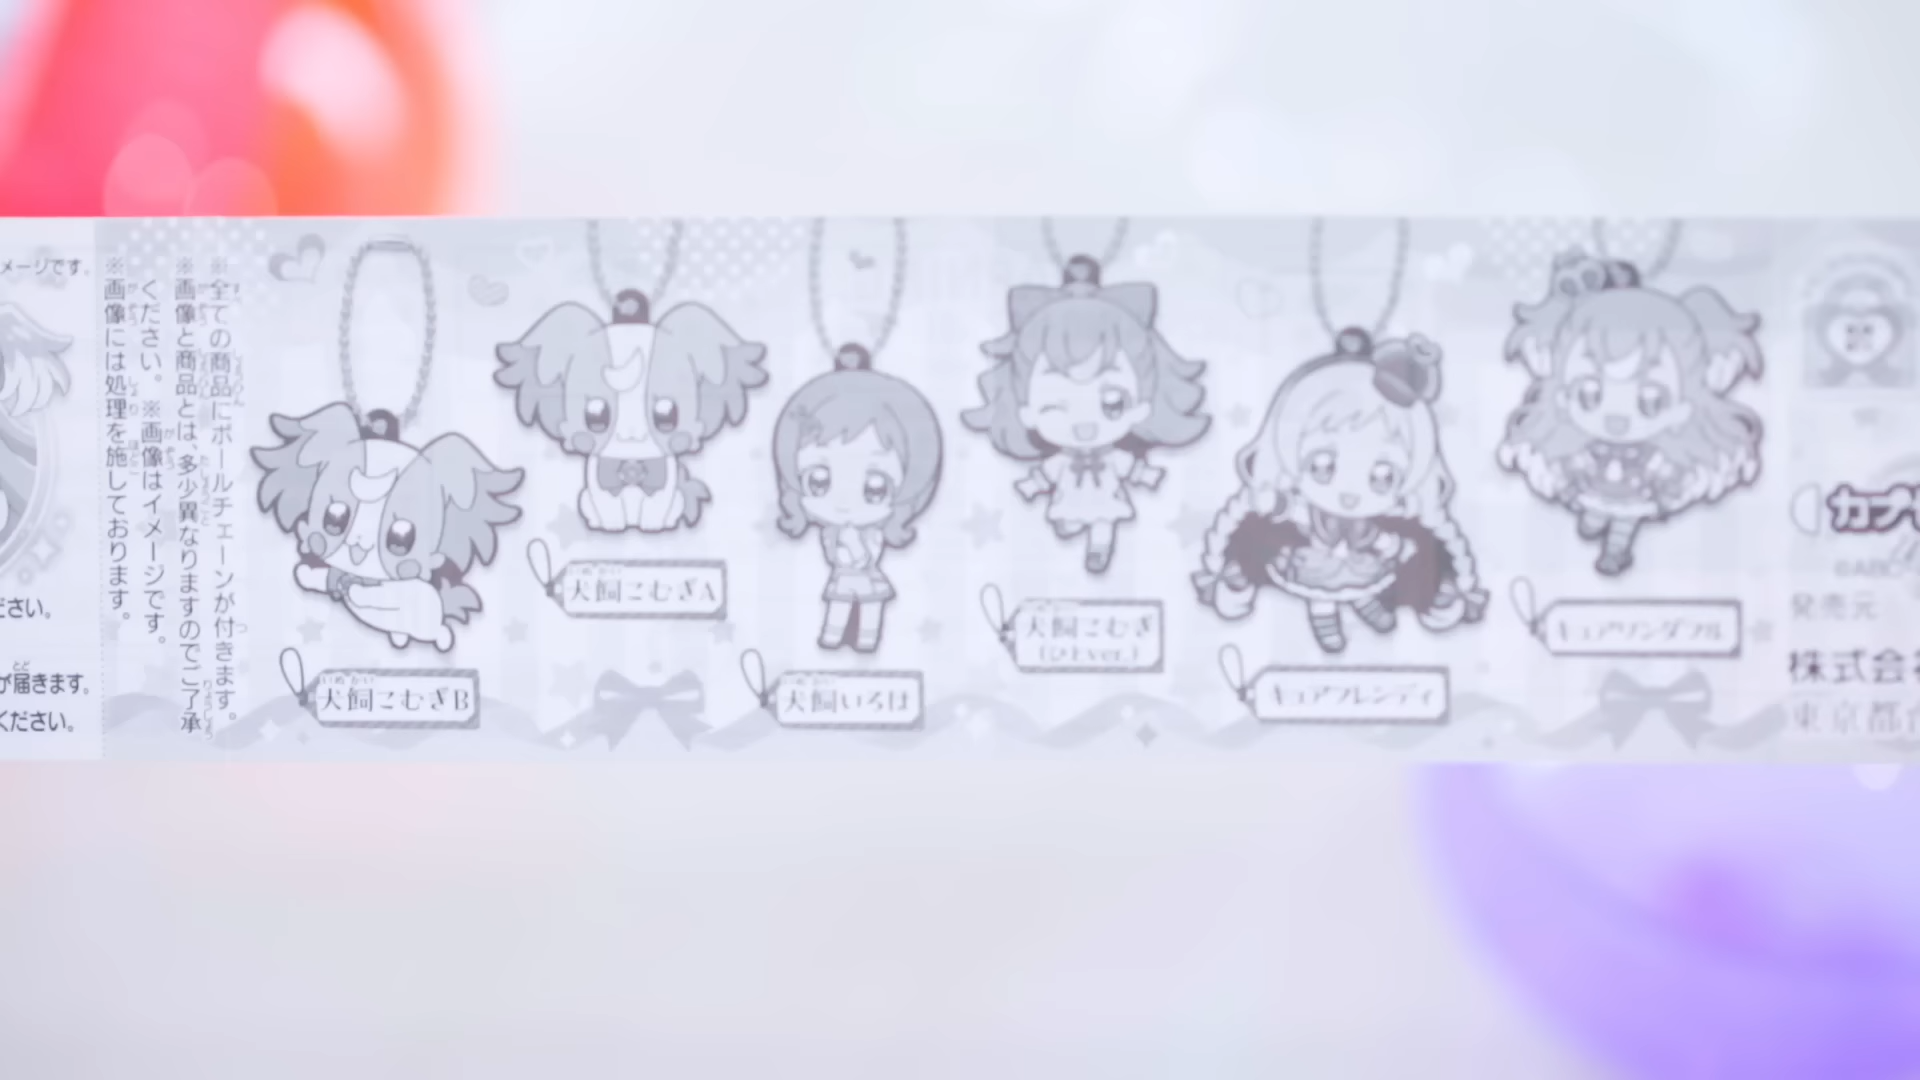 メージです。
ださい。
が届きます。
ください。
※全ての商品にボールチェーンが付きます。
※画像と商品とは、多少異なりますのでご了承
ください。※画像はイメージです。
※画像には処理を施しております。
犬飼こむぎB
犬飼こむぎA
犬飼いろは
犬飼こむぎ
(ひとver.)
キュアフレンディ
キュアワンダフル
カプセ
©ABC
発売元
株式会社
東京都台